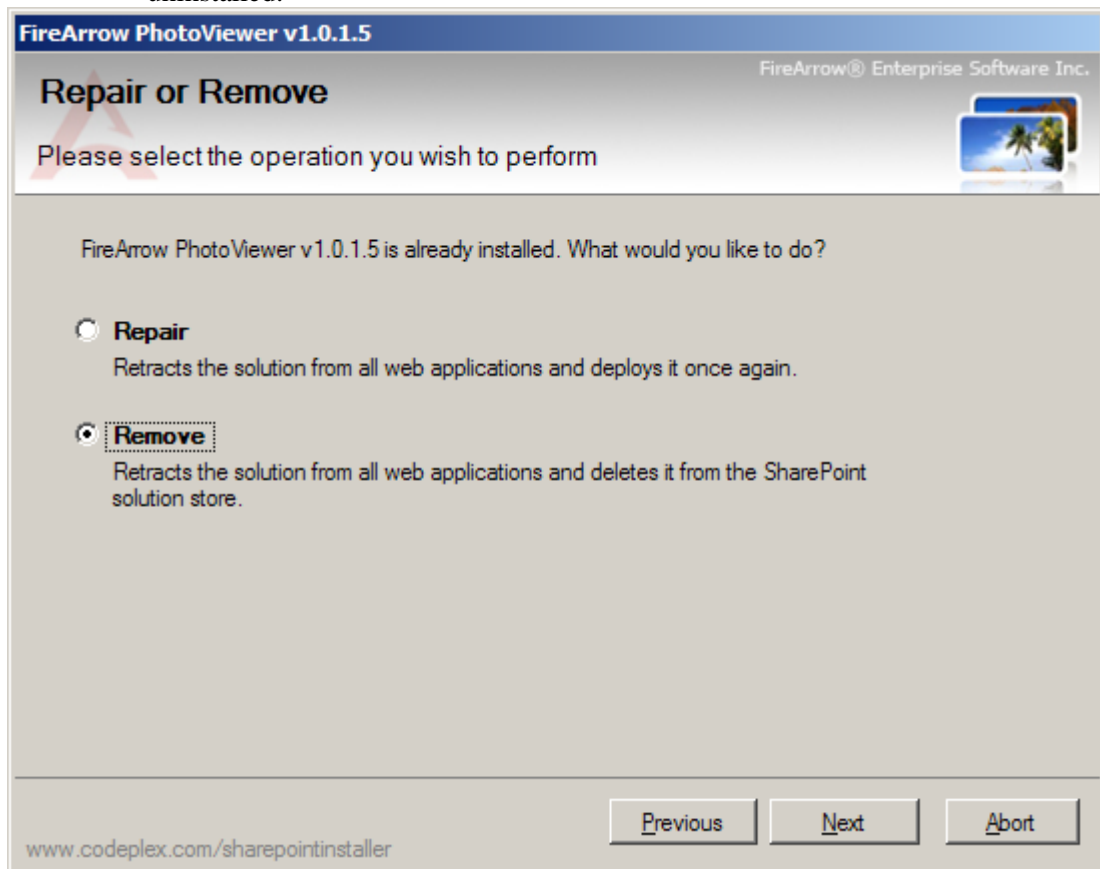 uninstalled.
FireArrow PhotoViewer v1.0.1.5
FireArrow® Enterprise Software Inc.
Repair or Remove
Please select the operation you wish to perform
FireArrow PhotoViewer v1.0.1.5 is already installed. What would you like to do?
Repair
Retracts the solution from all web applications and deploys it once again.
Remove
Retracts the solution from all web applications and deletes it from the SharePoint
solution store.
Previous Next Abort
www.codeplex.com/sharepointinstaller